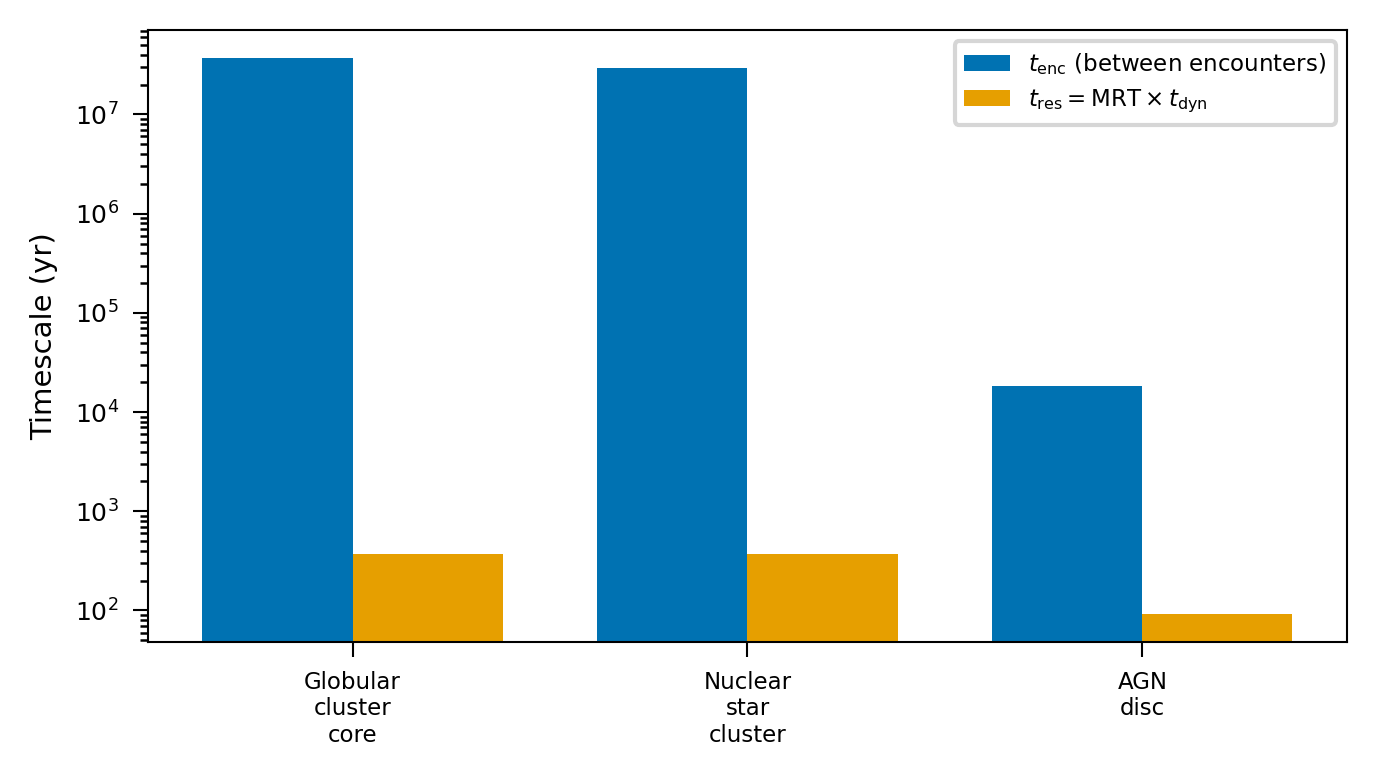 t_enc (between encounters)
t_res = MRT × t_dyn
Timescale (yr)
10^7
10^6
10^5
10^4
10^3
10^2
Globular
cluster
core
Nuclear
star
cluster
AGN
disc